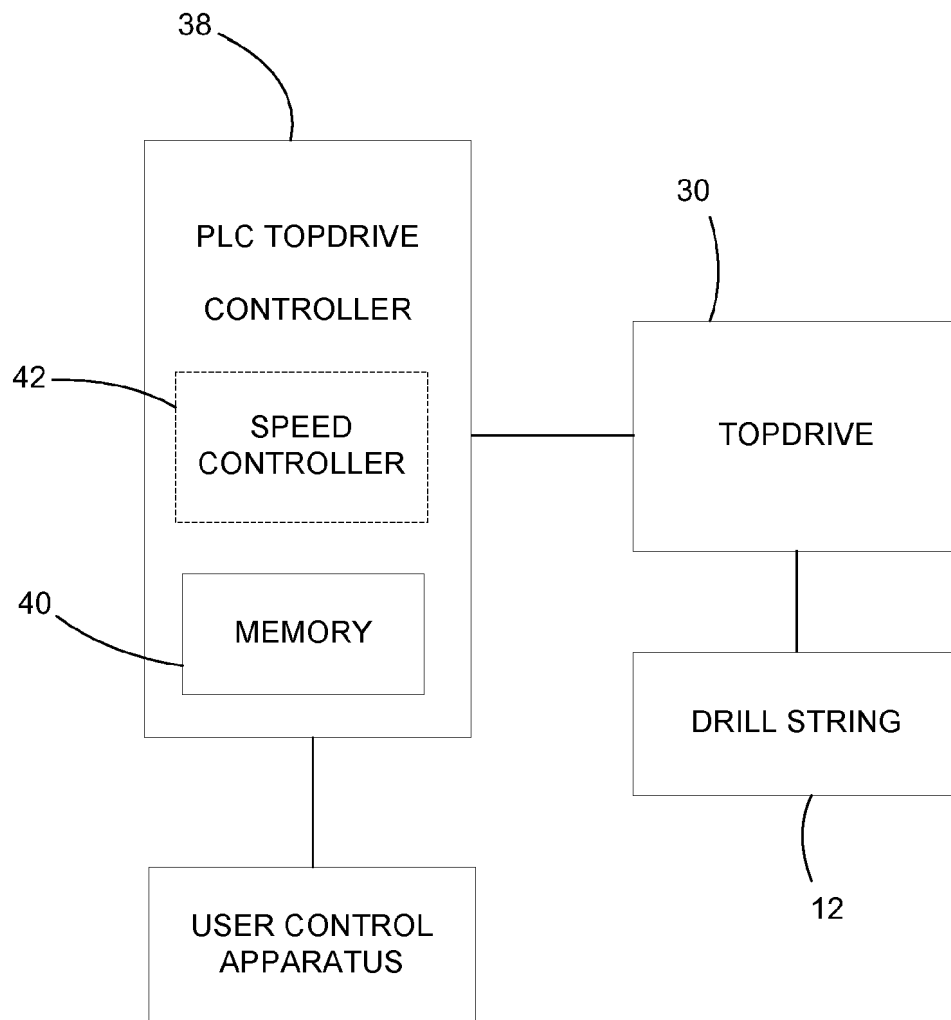 38
PLC TOPDRIVE
CONTROLLER
30
42
SPEED
CONTROLLER
TOPDRIVE
40
MEMORY
DRILL STRING
12
USER CONTROL
APPARATUS